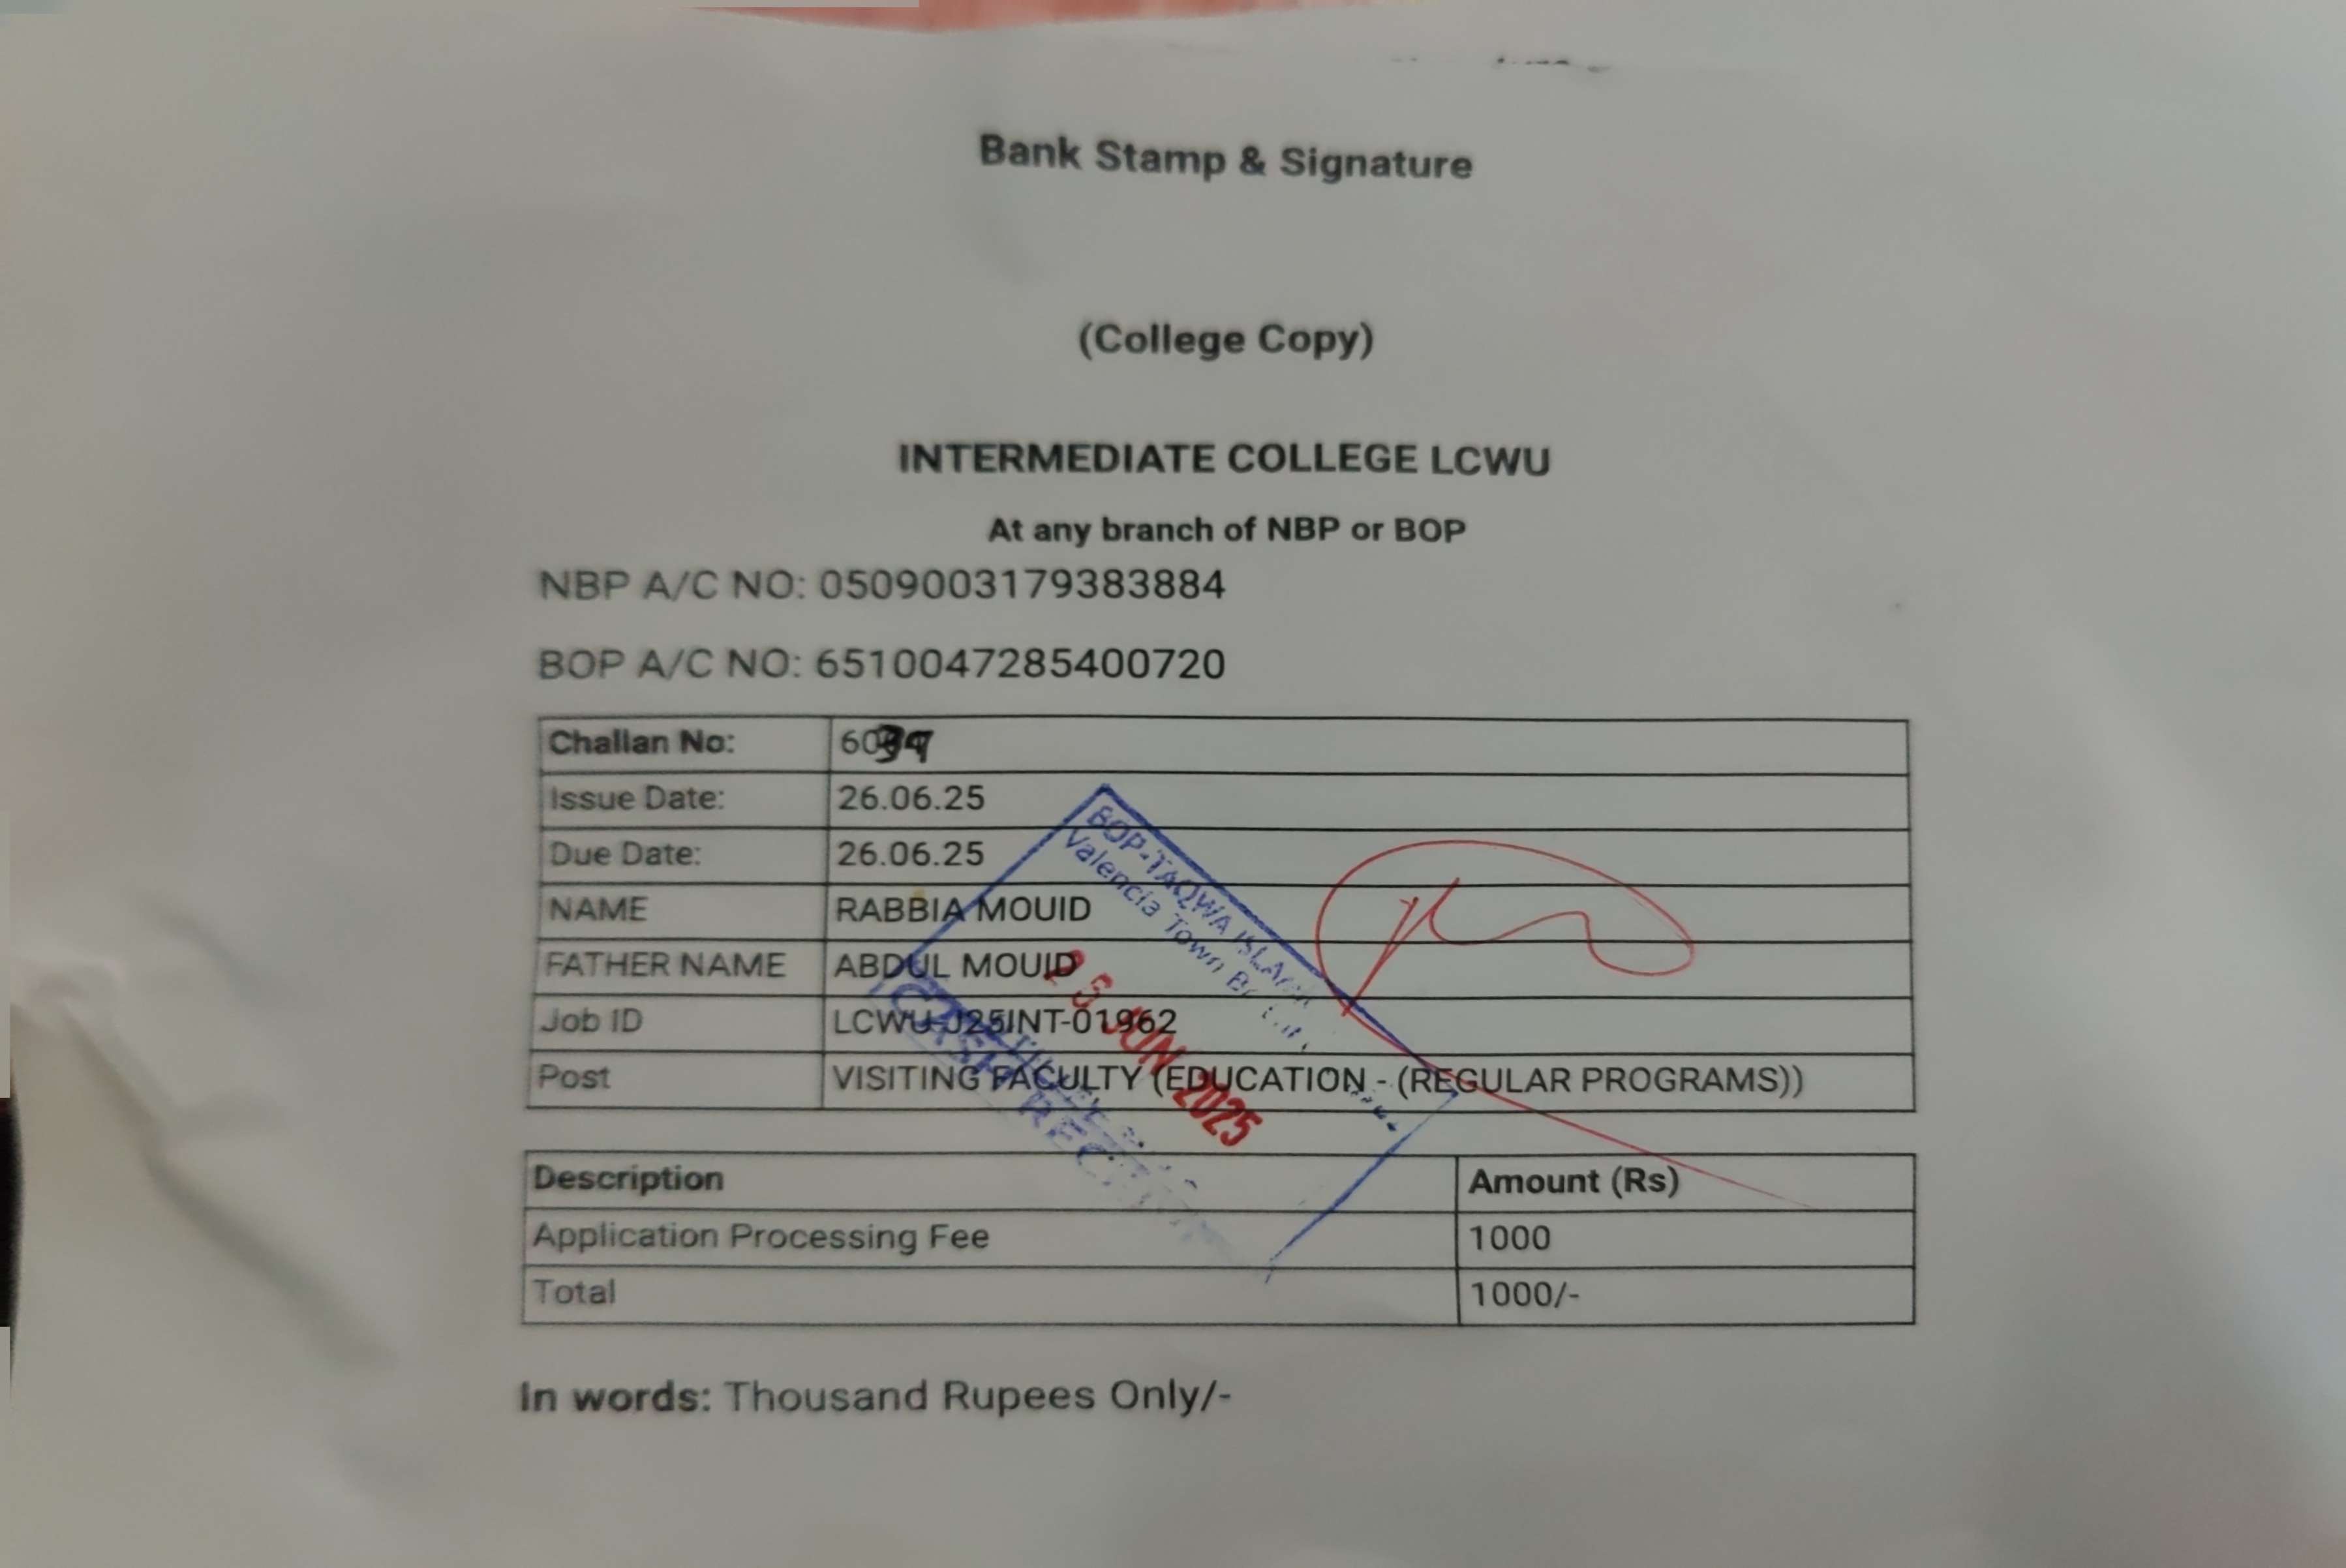 Bank Stamp & Signature
(College Copy)
INTERMEDIATE COLLEGE LCWU
At any branch of NBP or BOP
NBP A/C NO: 0509003179383884
BOP A/C NO: 6510047285400720
Challan No: 6039
Issue Date: 26.06.25
Due Date: 26.06.25
NAME RABBIA MOUID
FATHER NAME ABDUL MOUID
Job ID LCWU-J25INT-01962
Post VISITING FACULTY (EDUCATION - (REGULAR PROGRAMS))
BOP-TAQWA
Valencia Town
JUN 2025
CASH
Description Amount (Rs)
Application Processing Fee 1000
Total 1000/-
In words: Thousand Rupees Only/-